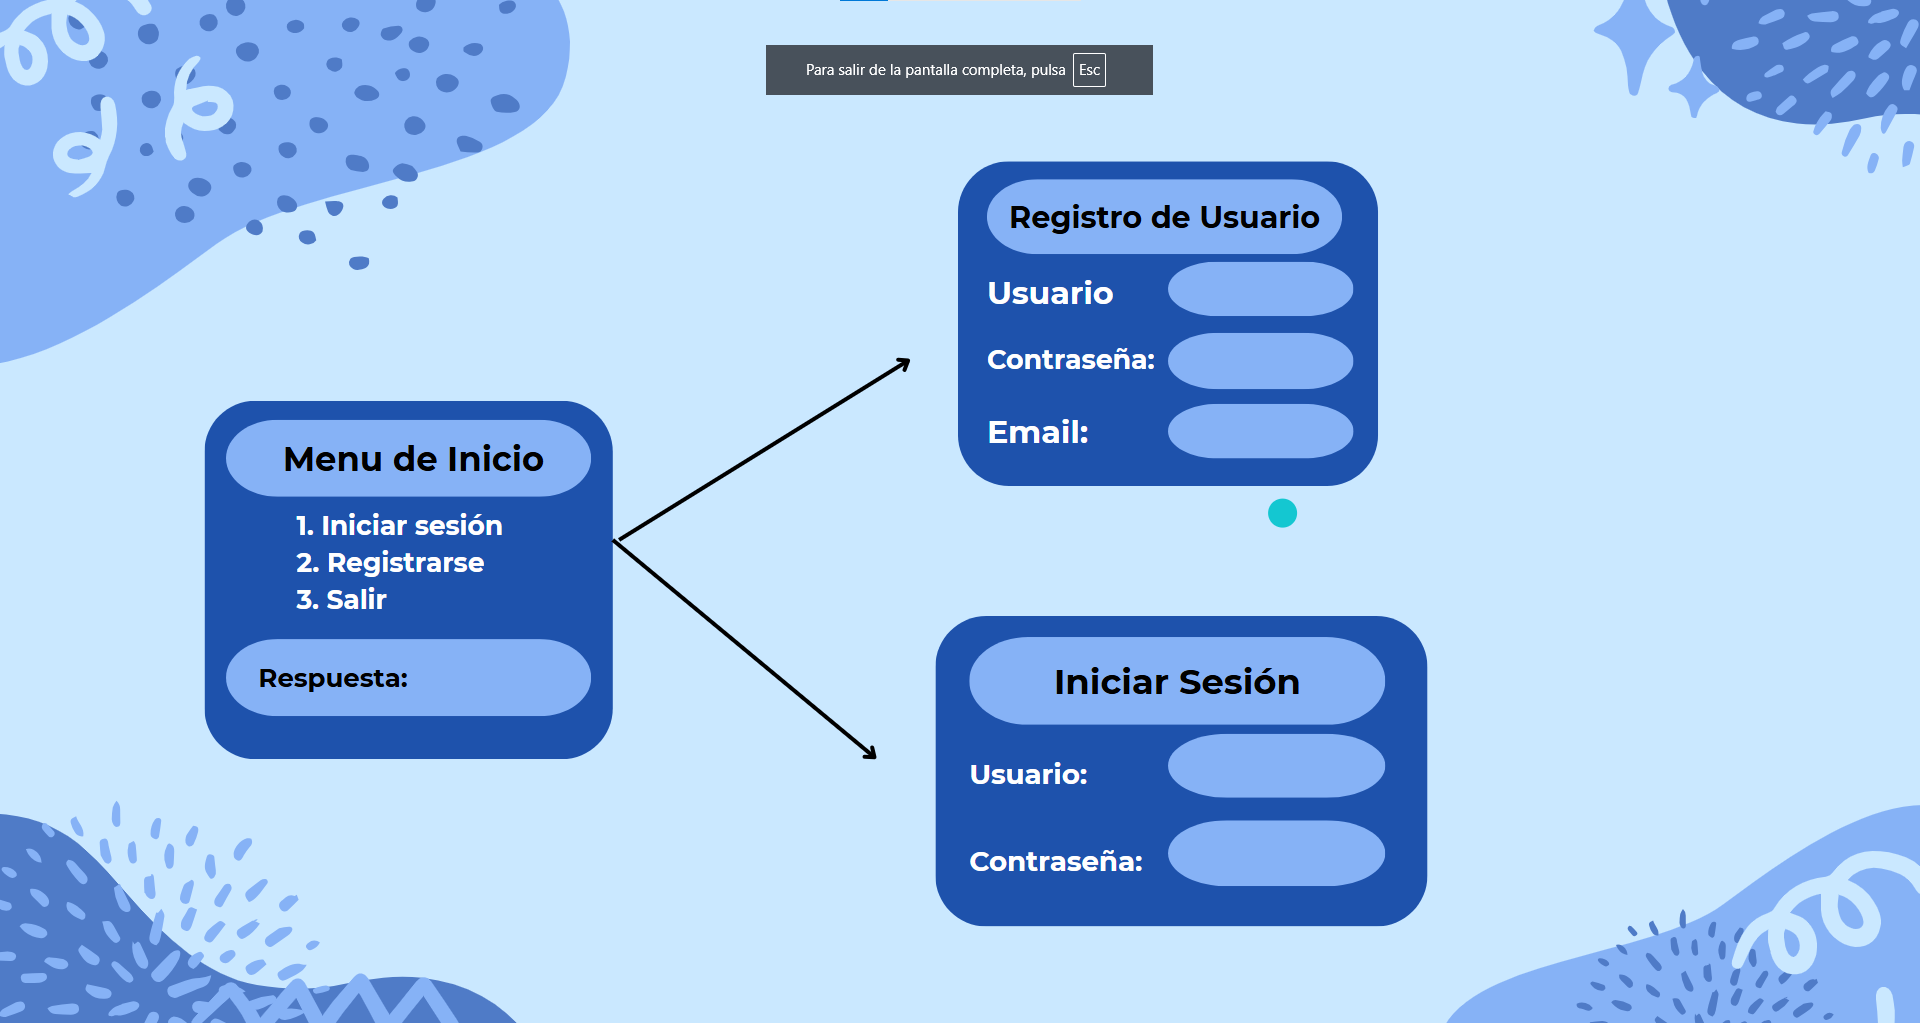 Para salir de la pantalla completa, pulsa Esc
Menu de Inicio
1. Iniciar sesión
2. Registrarse
3. Salir
Respuesta:
Registro de Usuario
Usuario
Contraseña:
Email:
Iniciar Sesión
Usuario:
Contraseña: